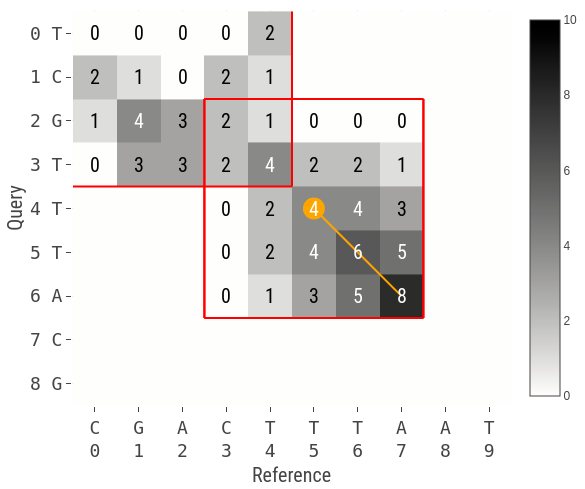 0 T 0 0 0 0 2
1 C 2 1 0 2 1
2 G 1 4 3 2 1 0 0 0
3 T 0 3 3 2 4 2 2 1
4 T 0 2 4 4 3
5 T 0 2 4 6 5
6 A 0 1 3 5 8
7 C
8 G
C G A C T T T A A T
0 1 2 3 4 5 6 7 8 9
Reference
Query
10
8
6
4
2
0